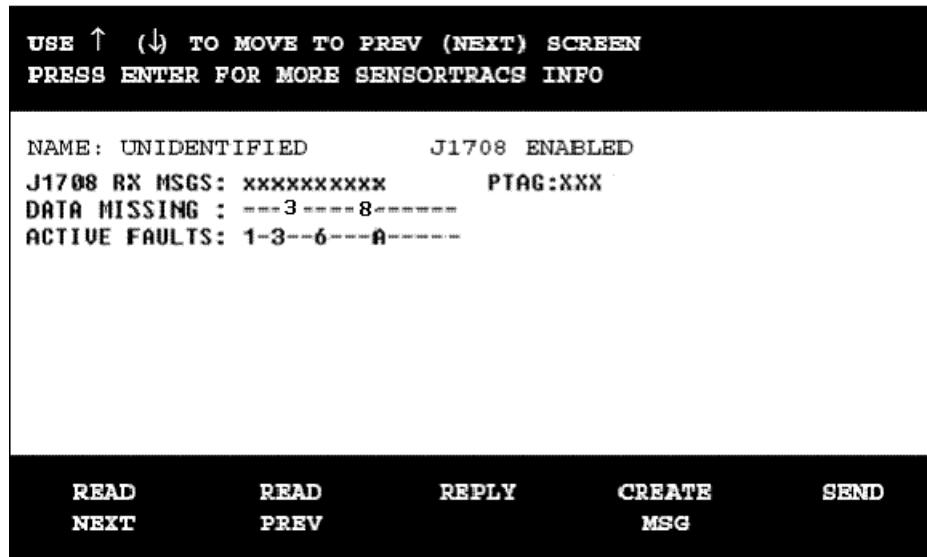 USE ↑ (↓) TO MOVE TO PREV (NEXT) SCREEN
PRESS ENTER FOR MORE SENSORTRACS INFO
NAME: UNIDENTIFIED J1708 ENABLED
J1708 RX MSGS: xxxxxxxxxx PTAG:XXX
DATA MISSING : ---3----8------
ACTIVE FAULTS: 1-3--6---A-----
READ READ REPLY CREATE SEND
NEXT PREV MSG